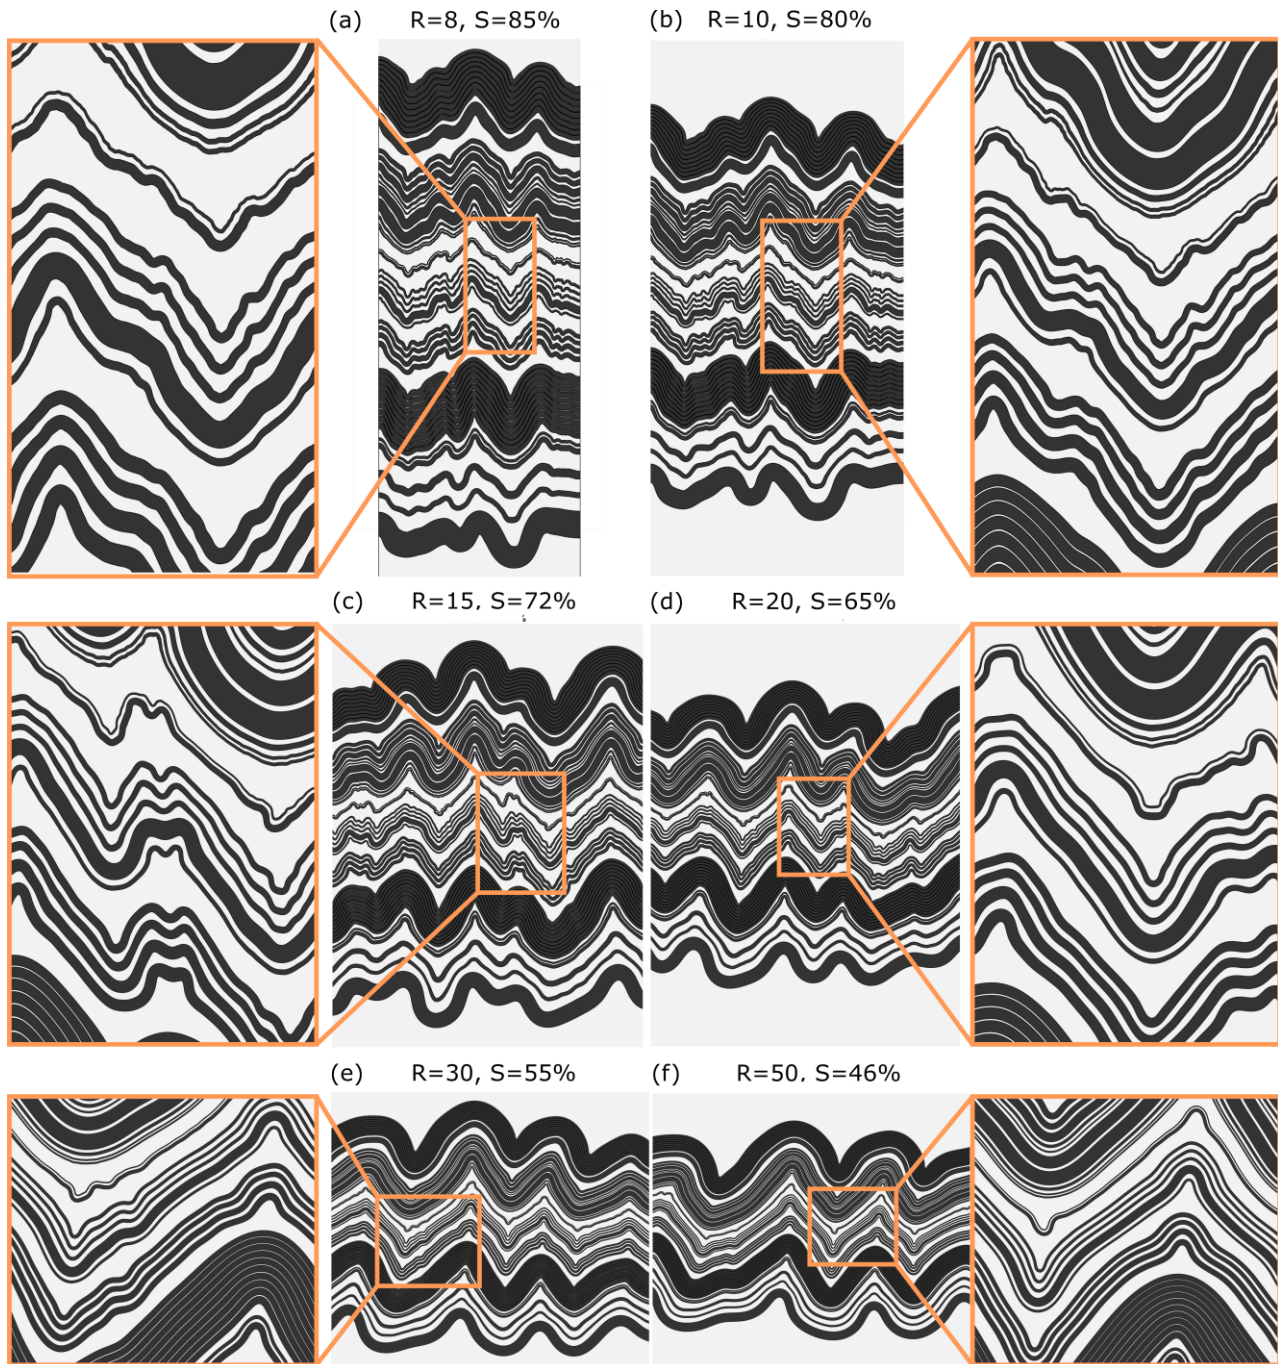 (a) R=8, S=85%
(b) R=10, S=80%
(c) R=15, S=72%
(d) R=20, S=65%
(e) R=30, S=55%
(f) R=50, S=46%